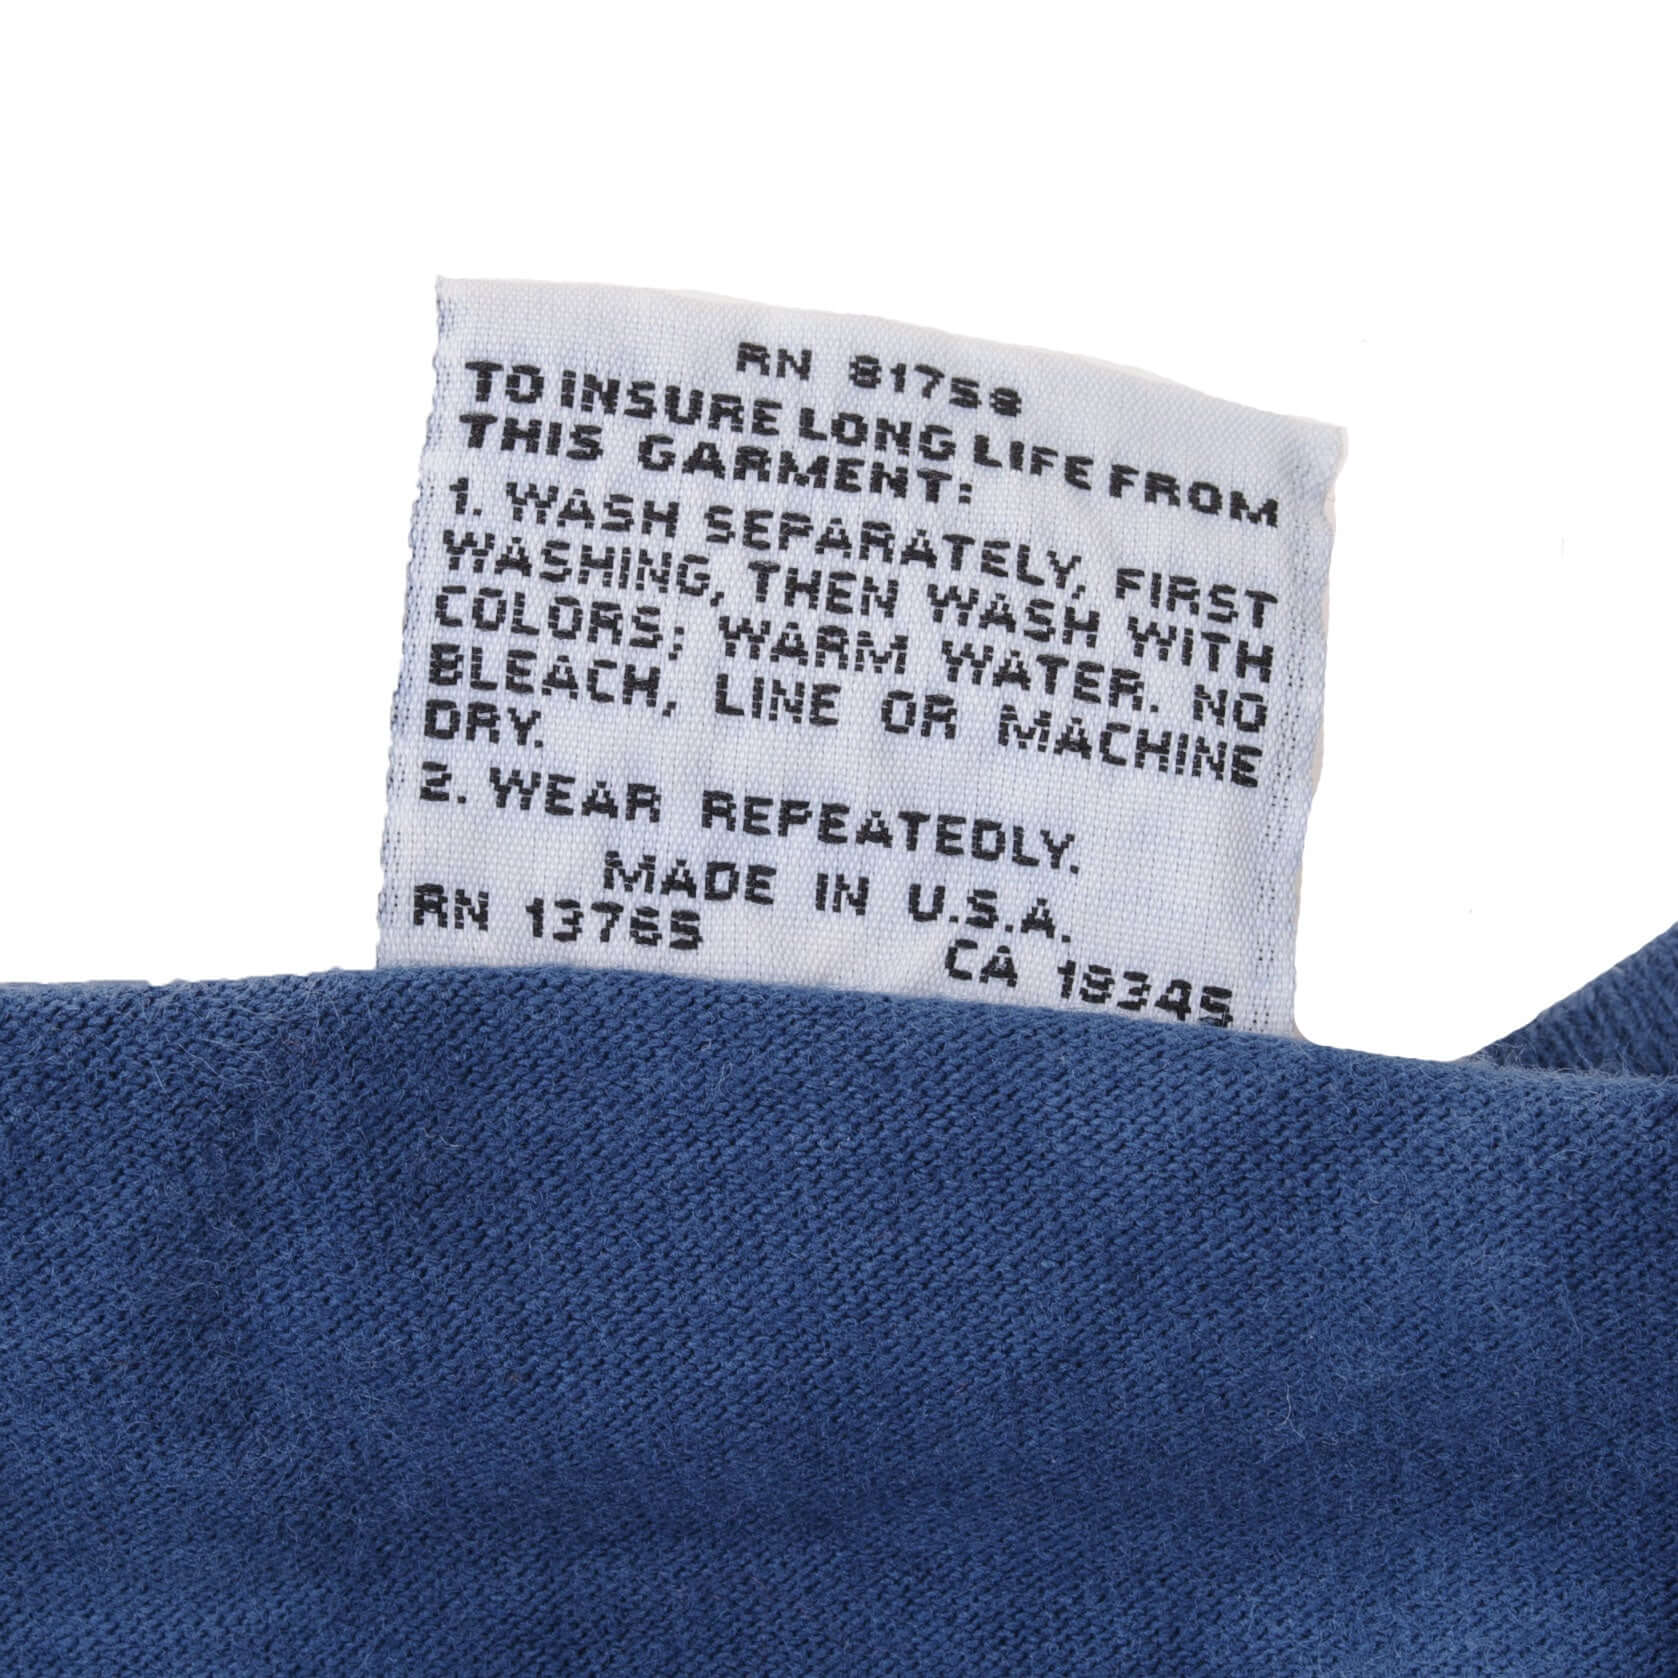 RN 81758
TO INSURE LONG LIFE FROM
THIS GARMENT:
1. WASH SEPARATELY, FIRST
WASHING, THEN WASH WITH
COLORS; WARM WATER. NO
BLEACH, LINE OR MACHINE
DRY.
2. WEAR REPEATEDLY.
MADE IN U.S.A.
RN 13765 CA 18345